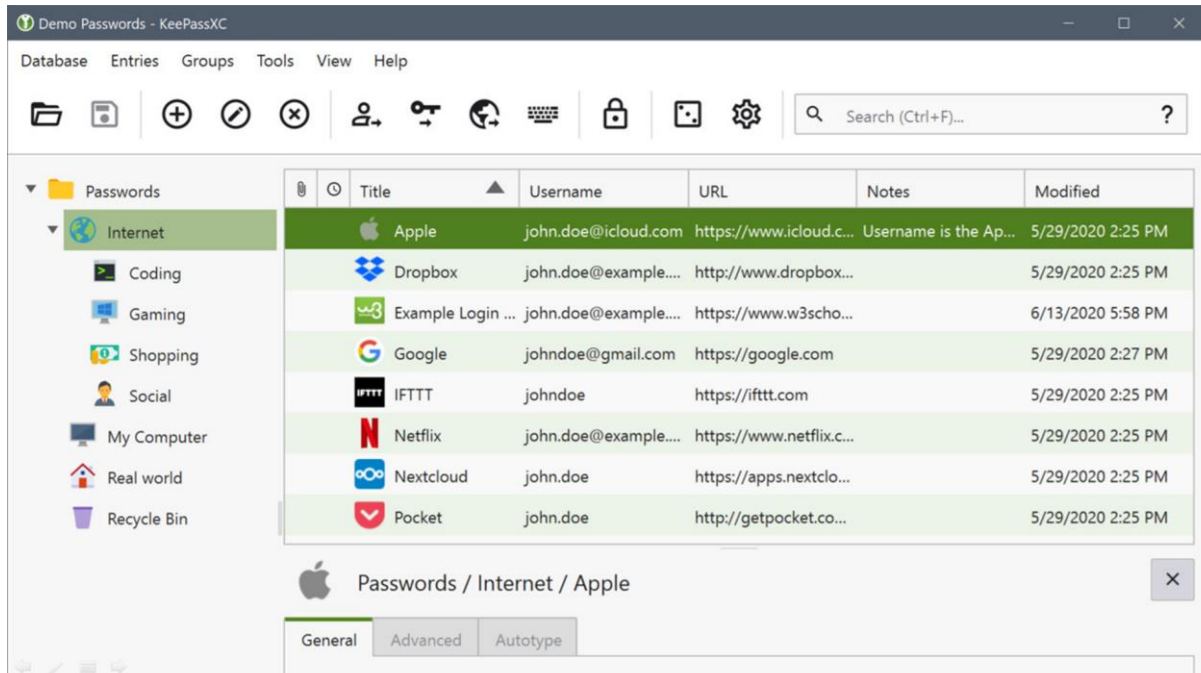 Demo Passwords - KeePassXC
Database Entries Groups Tools View Help
Search (Ctrl+F)... ?
Passwords
Internet
Coding
Gaming
Shopping
Social
My Computer
Real world
Recycle Bin
Title Username URL Notes Modified
Apple john.doe@icloud.com https://www.icloud.c... Username is the Ap... 5/29/2020 2:25 PM
Dropbox john.doe@example.... http://www.dropbox... 5/29/2020 2:25 PM
w3 Example Login ... john.doe@example.... https://www.w3scho... 6/13/2020 5:58 PM
Google johndoe@gmail.com https://google.com 5/29/2020 2:27 PM
IFTTT IFTTT johndoe https://ifttt.com 5/29/2020 2:25 PM
Netflix john.doe@example.... https://www.netflix.c... 5/29/2020 2:25 PM
Nextcloud john.doe https://apps.nextclo... 5/29/2020 2:25 PM
Pocket john.doe http://getpocket.co... 5/29/2020 2:25 PM
Passwords / Internet / Apple
General Advanced Autotype